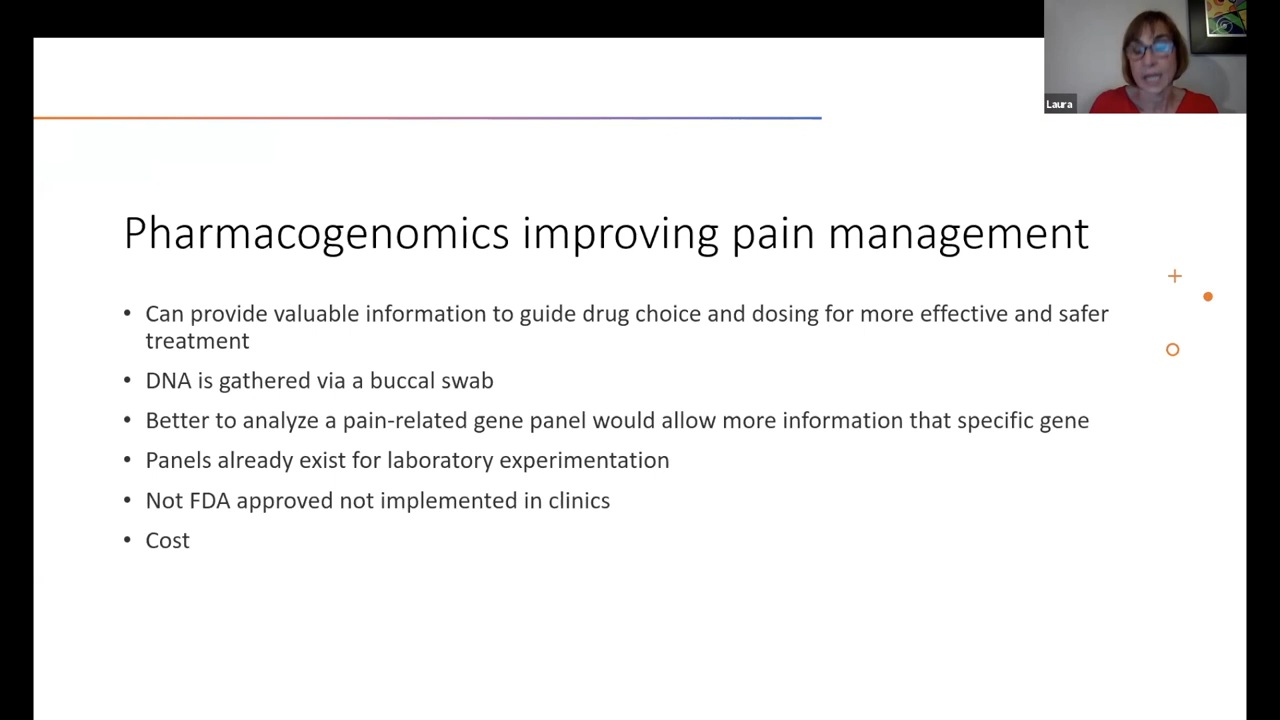 Laura
Pharmacogenomics improving pain management
• Can provide valuable information to guide drug choice and dosing for more effective and safer
treatment
• DNA is gathered via a buccal swab
• Better to analyze a pain-related gene panel would allow more information that specific gene
• Panels already exist for laboratory experimentation
• Not FDA approved not implemented in clinics
• Cost